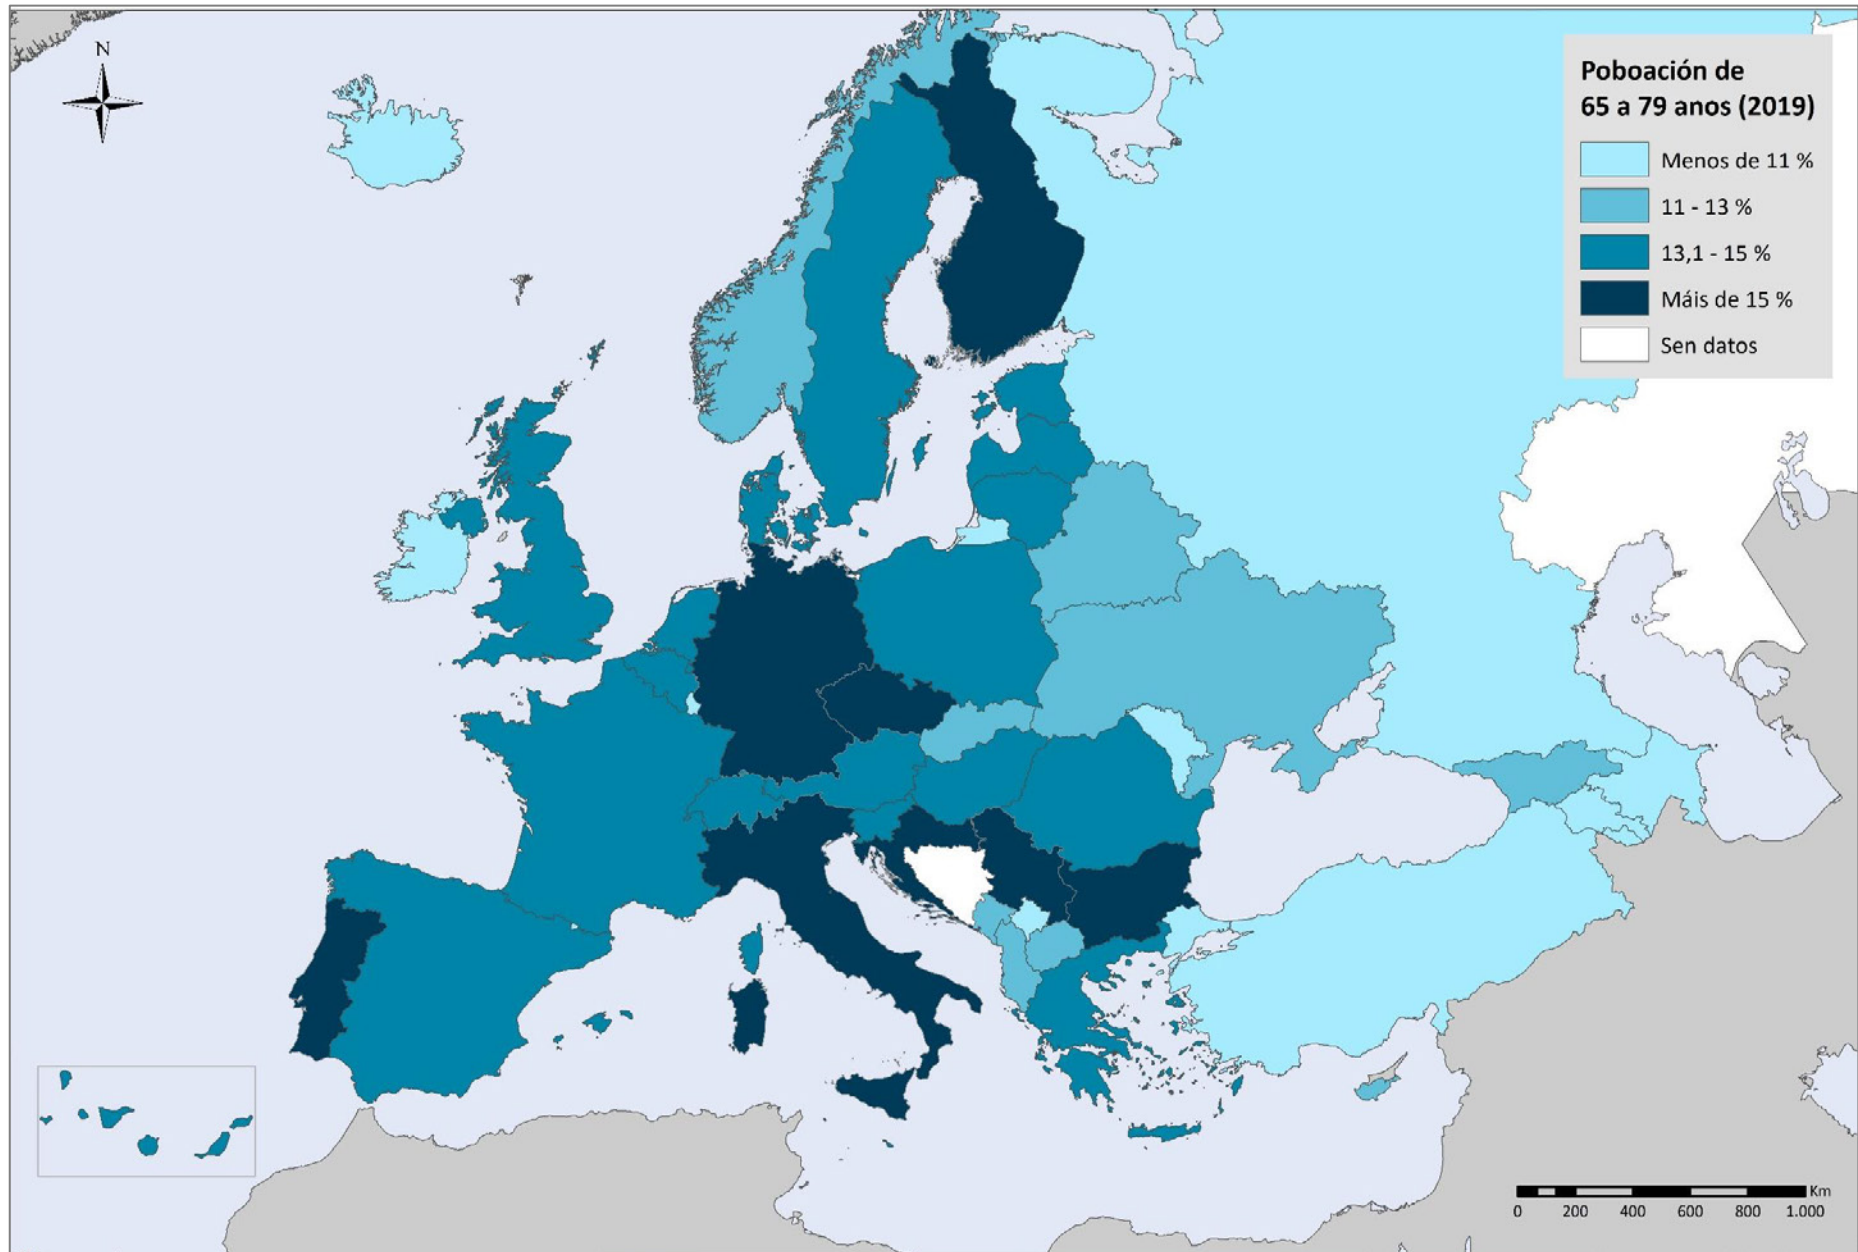 N
Poboación de
65 a 79 anos (2019)
Menos de 11 %
11 - 13 %
13,1 - 15 %
Máis de 15 %
Sen datos
Km
0 200 400 600 800 1.000